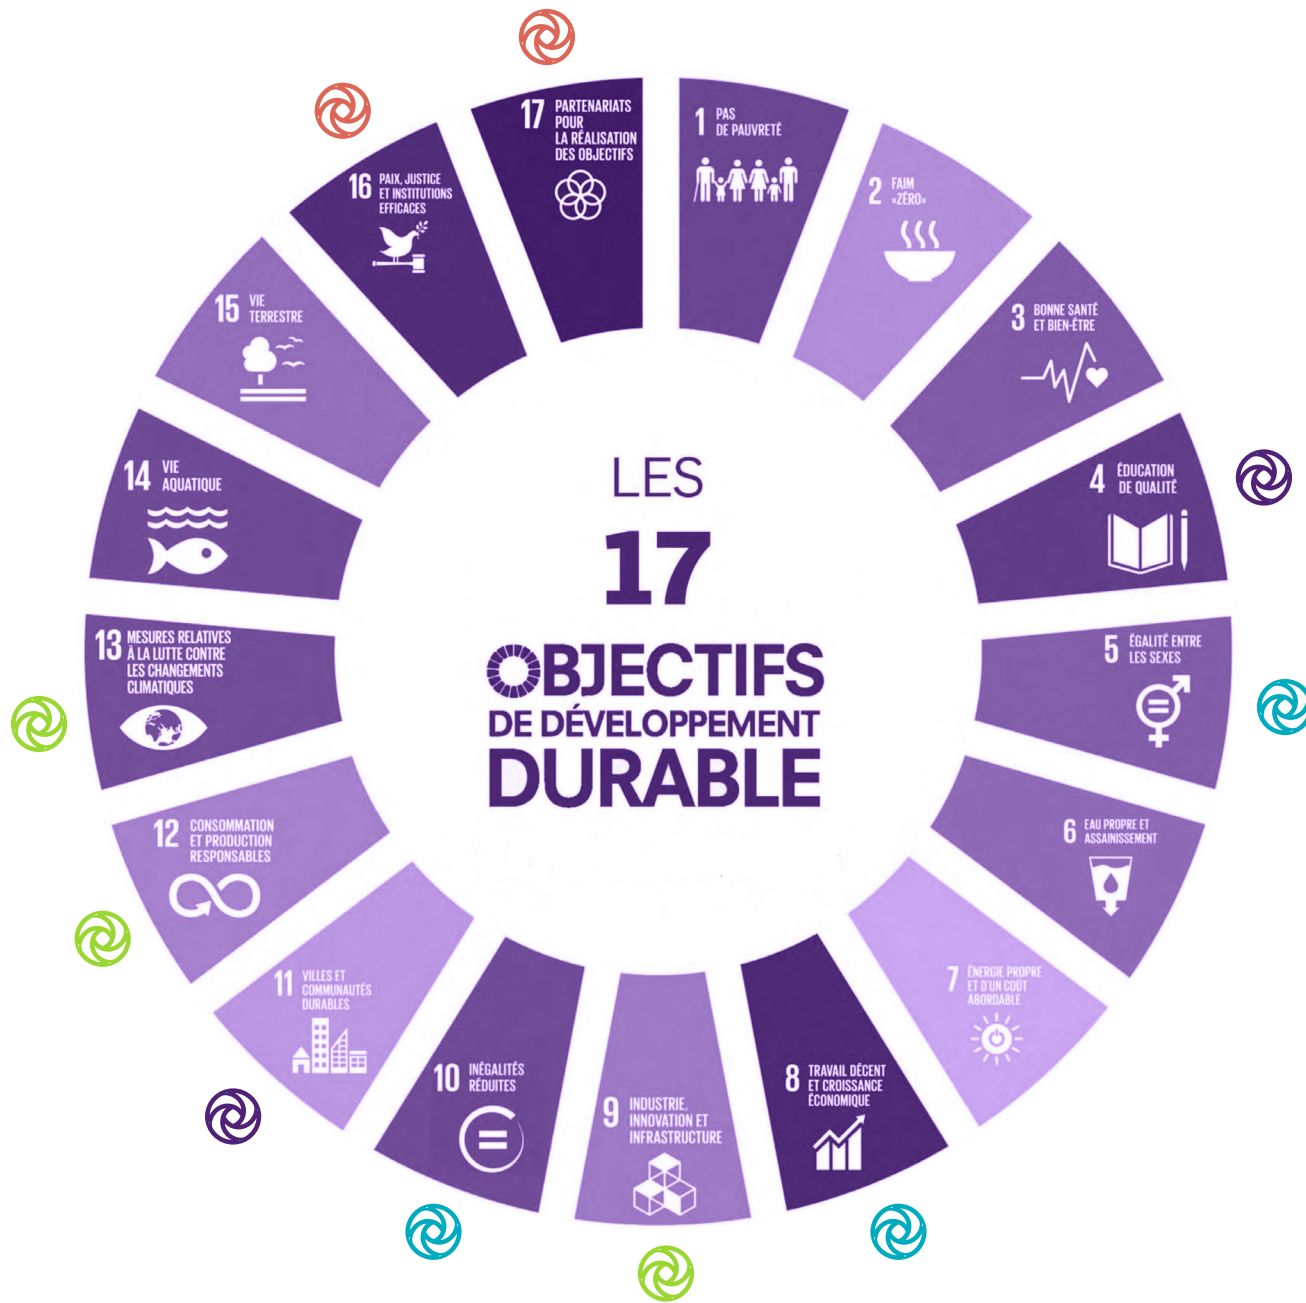 LES
17
OBJECTIFS
DE DÉVELOPPEMENT
DURABLE
1 PAS
DE PAUVRETÉ
2 FAIM
«ZÉRO»
3 BONNE SANTÉ
ET BIEN-ÊTRE
4 ÉDUCATION
DE QUALITÉ
5 ÉGALITÉ ENTRE
LES SEXES
6 EAU PROPRE ET
ASSAINISSEMENT
7 ÉNERGIE PROPRE
ET D'UN COÛT
ABORDABLE
8 TRAVAIL DÉCENT
ET CROISSANCE
ÉCONOMIQUE
9 INDUSTRIE,
INNOVATION ET
INFRASTRUCTURE
10 INÉGALITÉS
RÉDUITES
11 VILLES ET
COMMUNAUTÉS
DURABLES
12 CONSOMMATION
ET PRODUCTION
RESPONSABLES
13 MESURES RELATIVES
À LA LUTTE CONTRE
LES CHANGEMENTS
CLIMATIQUES
14 VIE
AQUATIQUE
15 VIE
TERRESTRE
16 PAIX, JUSTICE
ET INSTITUTIONS
EFFICACES
17 PARTENARIATS
POUR
LA RÉALISATION
DES OBJECTIFS